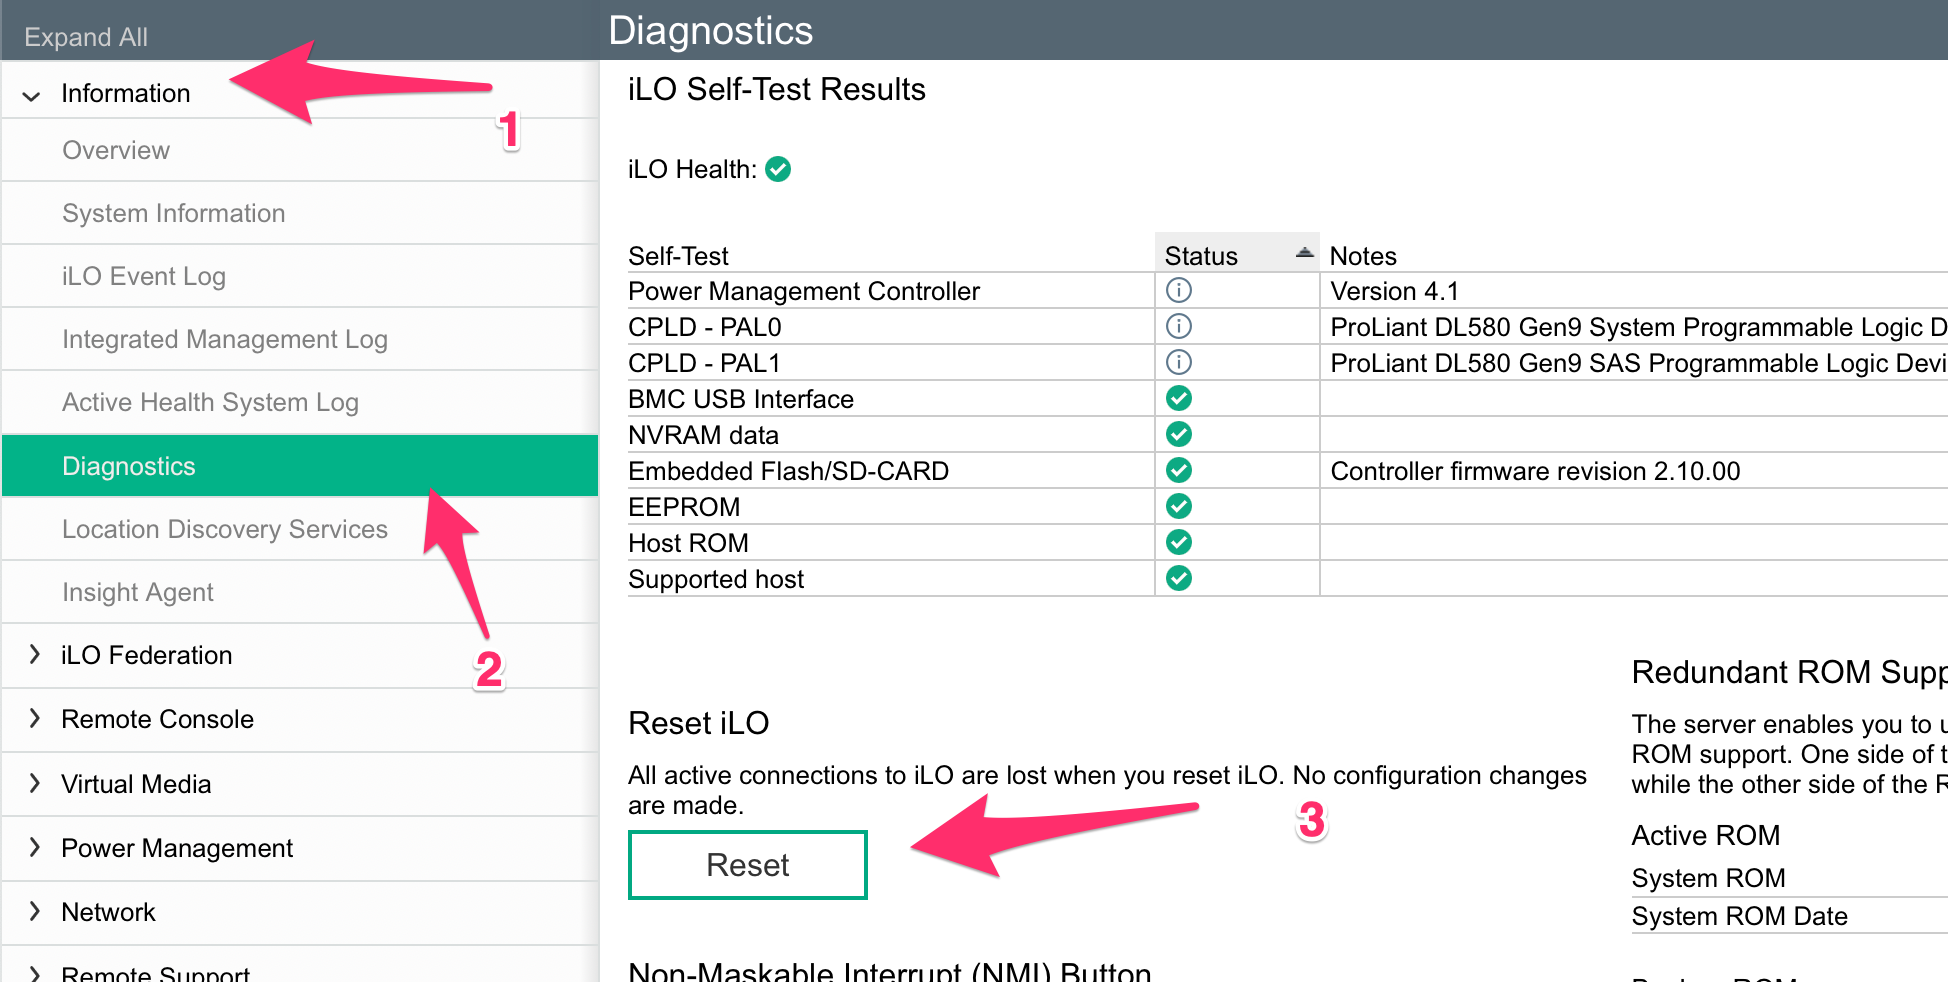 Expand All
Information
1
Overview
System Information
iLO Event Log
Integrated Management Log
Active Health System Log
Diagnostics
Location Discovery Services
Insight Agent
2
iLO Federation
Remote Console
Virtual Media
Power Management
Network
Remote Support
Diagnostics
iLO Self-Test Results
iLO Health:
Self-Test Status Notes
Power Management Controller Version 4.1
CPLD - PAL0 ProLiant DL580 Gen9 System Programmable Logic D
CPLD - PAL1 ProLiant DL580 Gen9 SAS Programmable Logic Devi
BMC USB Interface
NVRAM data
Embedded Flash/SD-CARD Controller firmware revision 2.10.00
EEPROM
Host ROM
Supported host
Reset iLO
All active connections to iLO are lost when you reset iLO. No configuration changes
are made.
3
Reset
Non-Maskable Interrupt (NMI) Button
Redundant ROM Supp
The server enables you to u
ROM support. One side of t
while the other side of the R
Active ROM
System ROM
System ROM Date